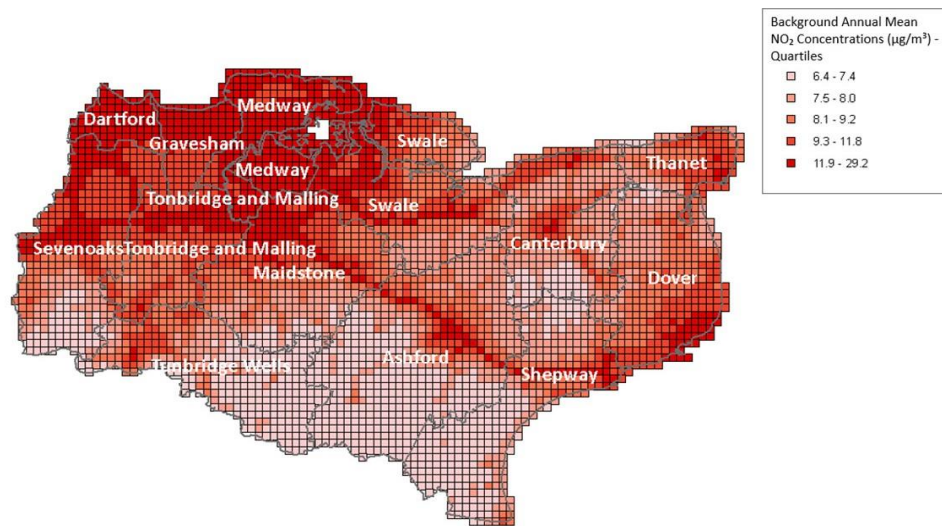 Background Annual Mean
NO₂ Concentrations (µg/m³) -
Quartiles
6.4 - 7.4
7.5 - 8.0
8.1 - 9.2
9.3 - 11.8
11.9 - 29.2
Medway
Dartford
Gravesham
Swale
Medway
Thanet
Tonbridge and Malling
Swale
Canterbury
Sevenoaks
Tonbridge and Malling
Maidstone
Dover
Tunbridge Wells
Ashford
Shepway